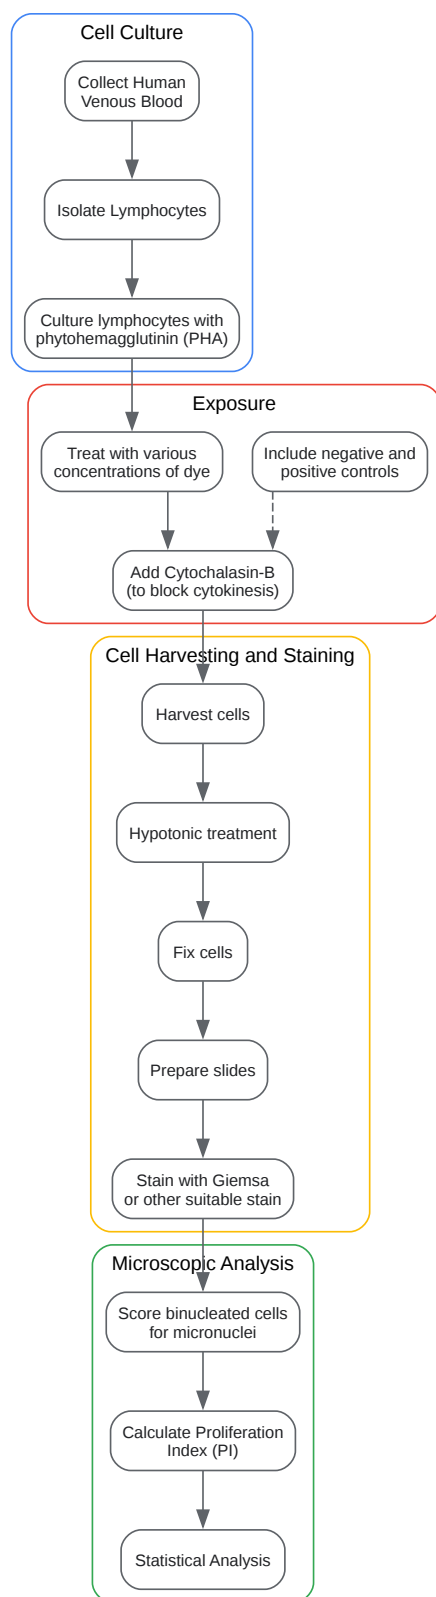 Cell Culture
Collect Human
Venous Blood
Isolate Lymphocytes
Culture lymphocytes with
phytohemagglutinin (PHA)
Exposure
Treat with various
concentrations of dye
Include negative and
positive controls
Add Cytochalasin-B
(to block cytokinesis)
Cell Harvesting and Staining
Harvest cells
Hypotonic treatment
Fix cells
Prepare slides
Stain with Giemsa
or other suitable stain
Microscopic Analysis
Score binucleated cells
for micronuclei
Calculate Proliferation
Index (PI)
Statistical Analysis